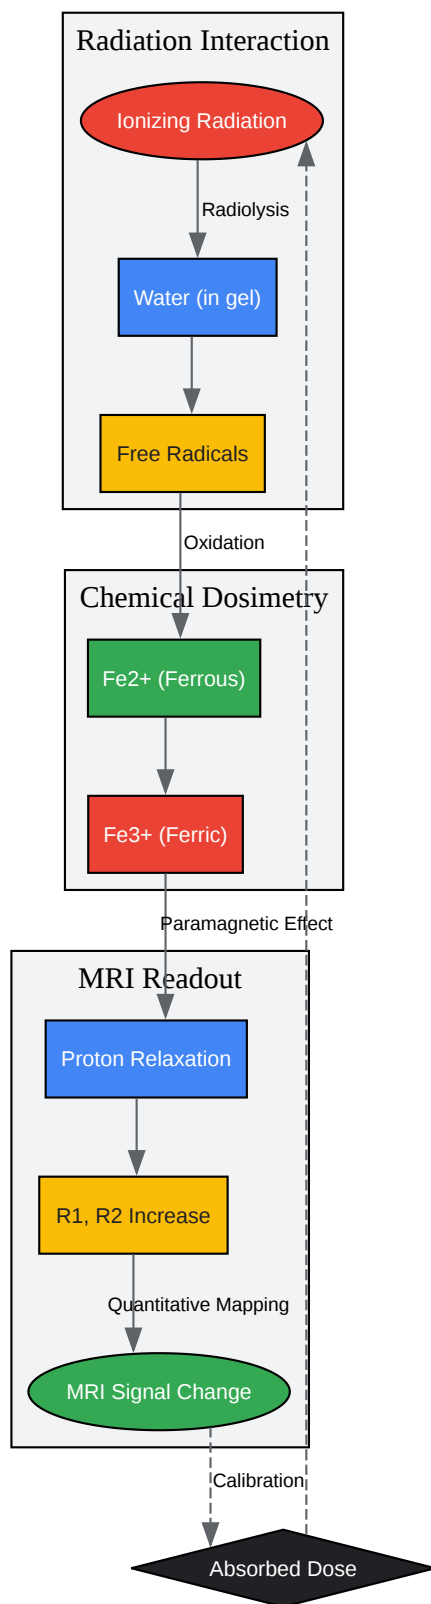 Radiation Interaction
Ionizing Radiation
Radiolysis
Water (in gel)
Free Radicals
Oxidation
Chemical Dosimetry
Fe2+ (Ferrous)
Fe3+ (Ferric)
Paramagnetic Effect
MRI Readout
Proton Relaxation
R1, R2 Increase
Quantitative Mapping
MRI Signal Change
Calibration
Absorbed Dose